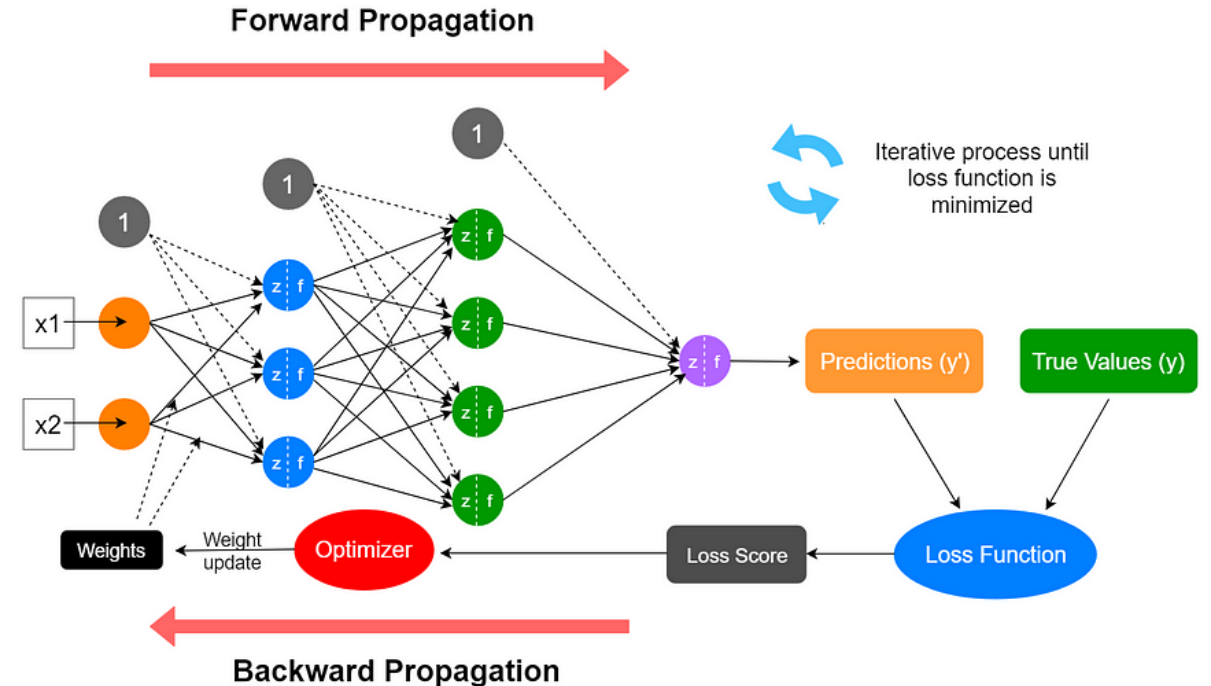 Forward Propagation
1
1
1
Iterative process until
loss function is
minimized
z f
z f
z f
z f
z f
z f
z f
z f
x1
x2
Predictions (y')
True Values (y)
Weights
Weight
update
Optimizer
Loss Score
Loss Function
Backward Propagation